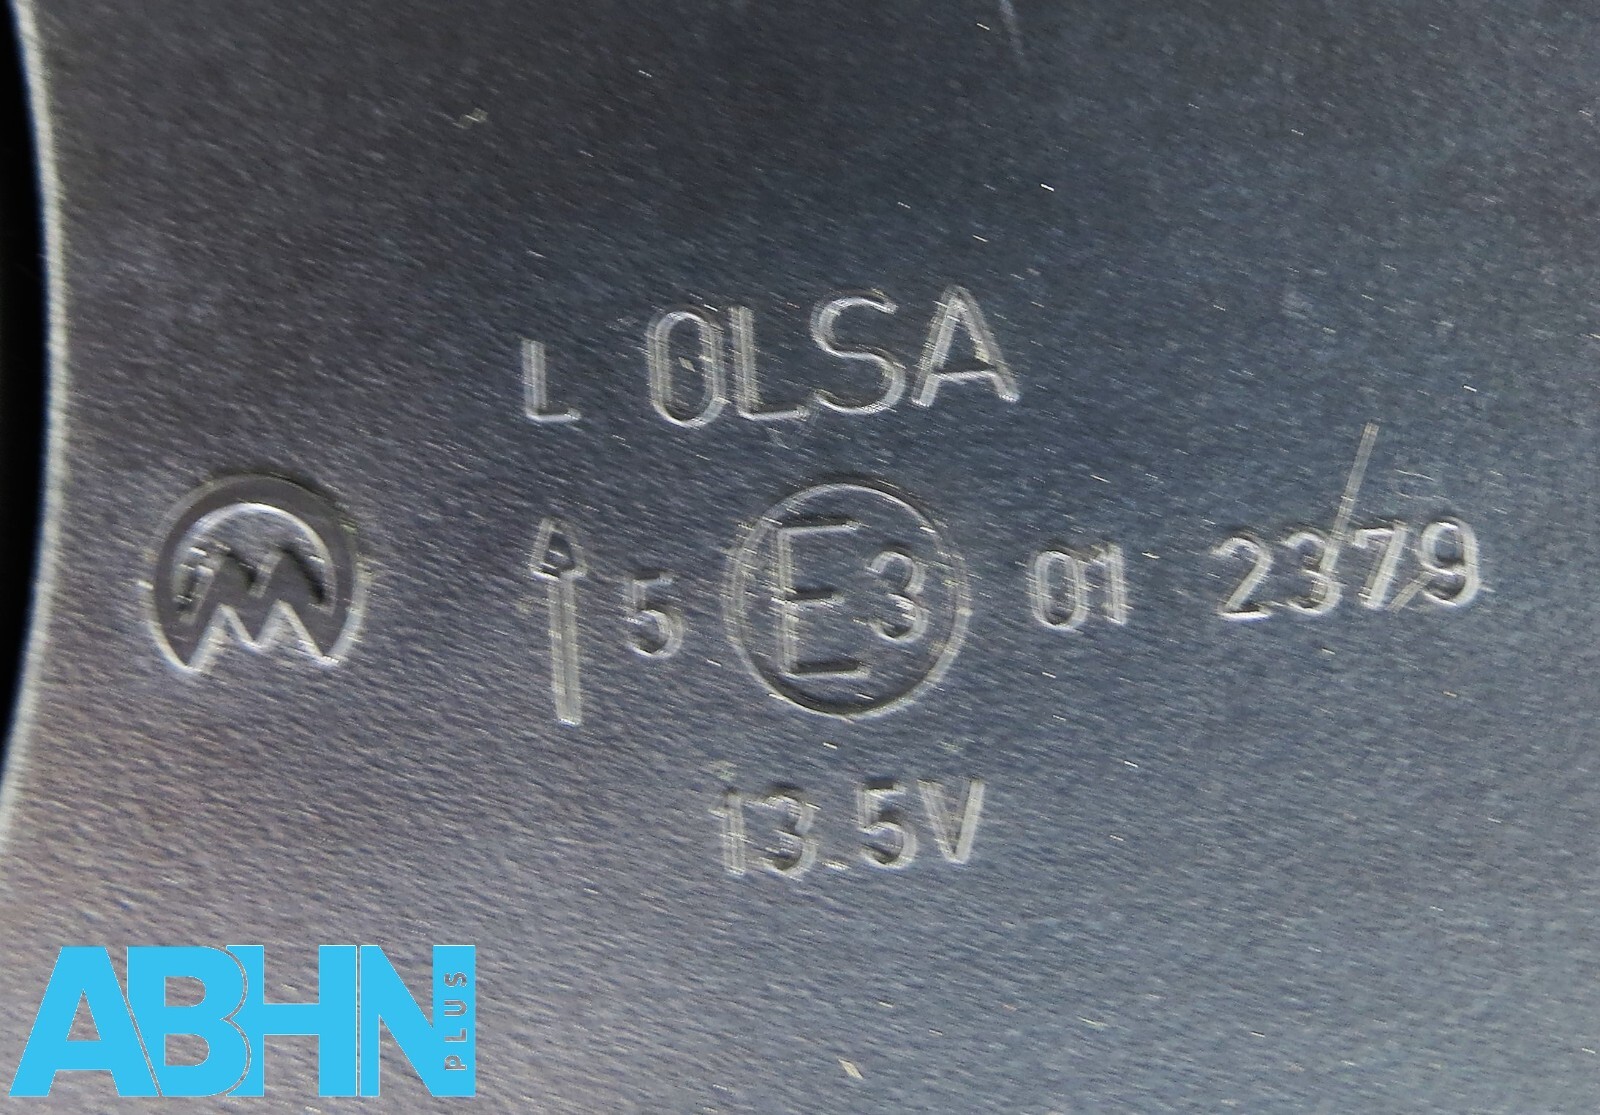 L OLSA
M
↑ 5 E3 01 2379
13.5V
ABHN PLUS